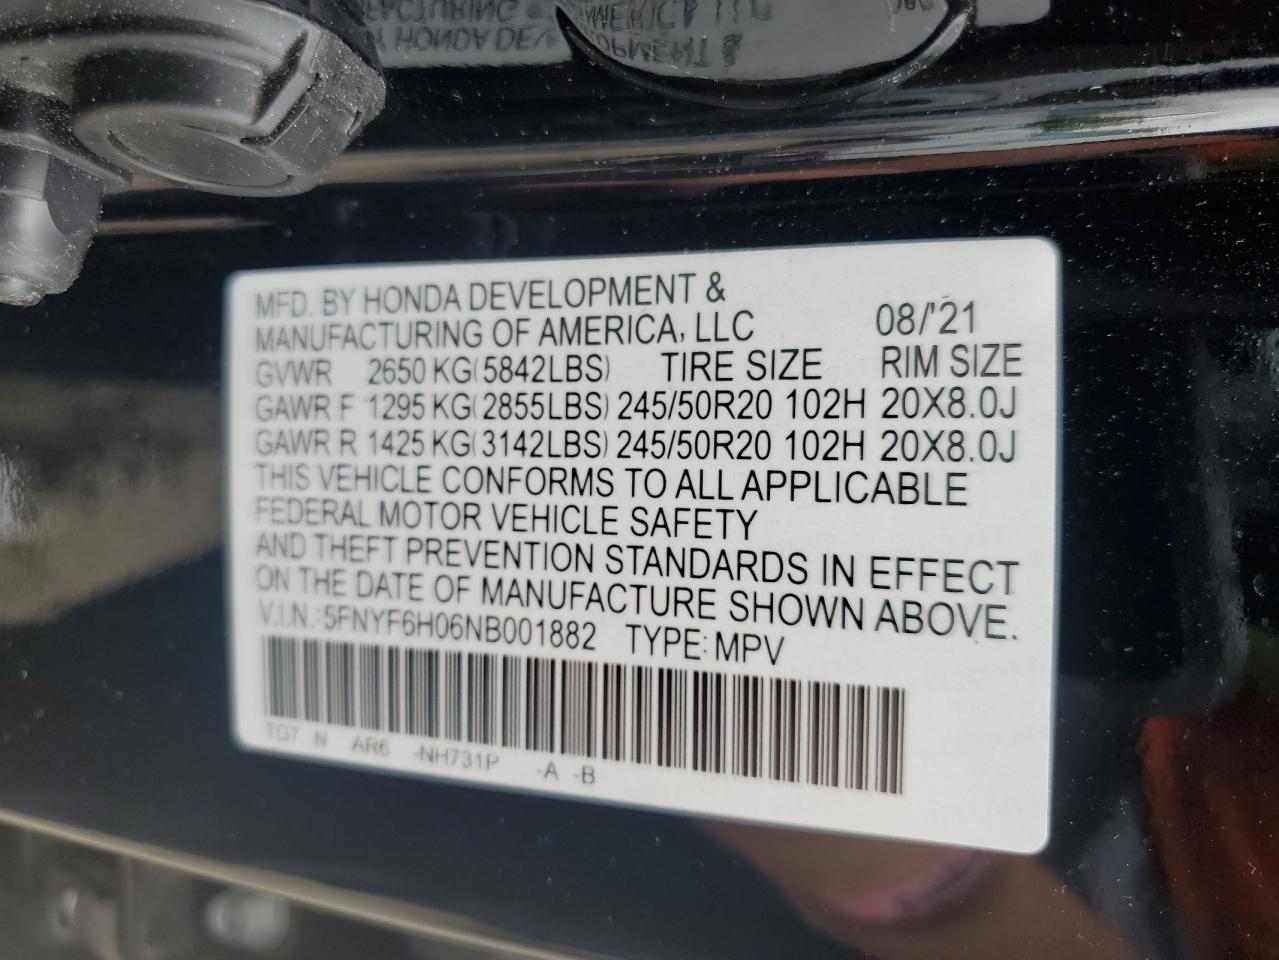 MFD. BY HONDA DEVELOPMENT &
MANUFACTURING OF AMERICA, LLC 08/'21
GVWR 2650 KG(5842LBS) TIRE SIZE RIM SIZE
GAWR F 1295 KG(2855LBS) 245/50R20 102H 20X8.0J
GAWR R 1425 KG(3142LBS) 245/50R20 102H 20X8.0J
THIS VEHICLE CONFORMS TO ALL APPLICABLE
FEDERAL MOTOR VEHICLE SAFETY
AND THEFT PREVENTION STANDARDS IN EFFECT
ON THE DATE OF MANUFACTURE SHOWN ABOVE.
V.I.N.:5FNYF6H06NB001882 TYPE:MPV
TG7 N AR6 -NH731P -A -B